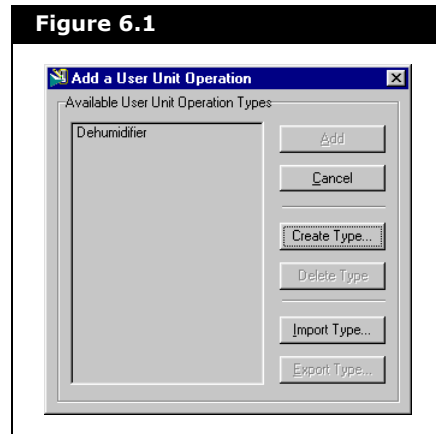 Figure 6.1
Add a User Unit Operation
Available User Unit Operation Types
Dehumidifier
Add
Cancel
Create Type...
Delete Type
Import Type...
Export Type...